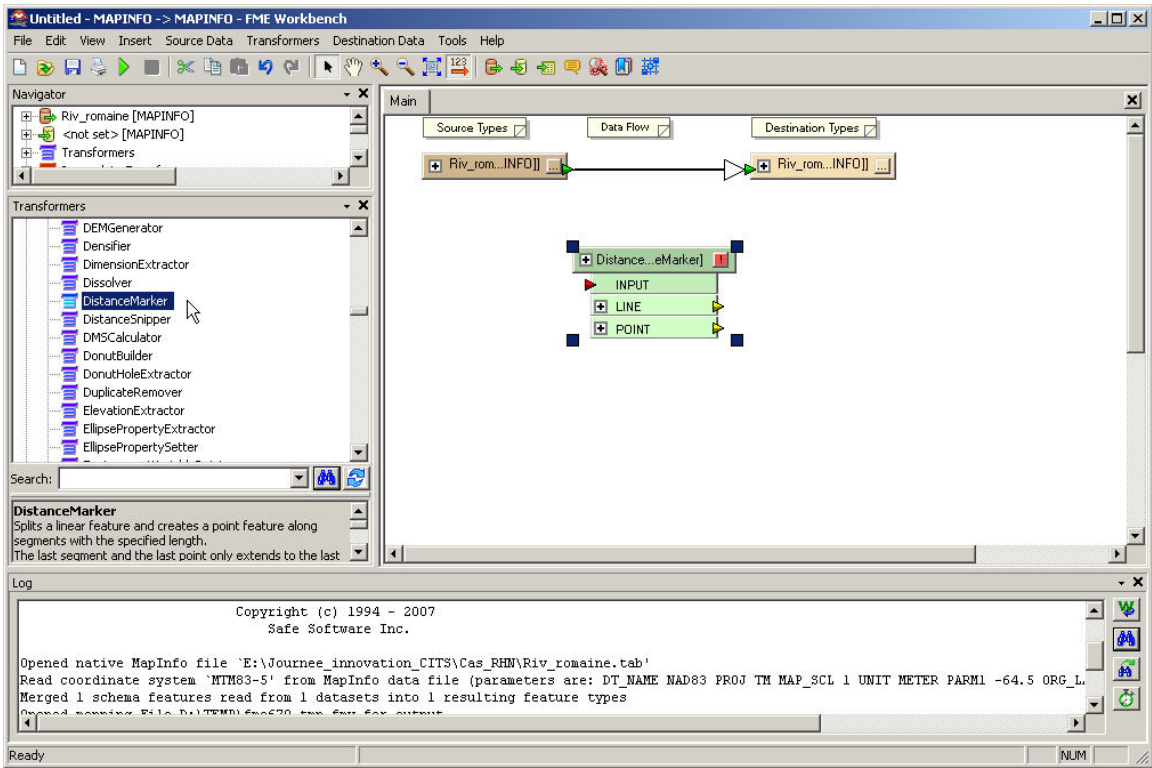 Untitled - MAPINFO -> MAPINFO - FME Workbench
File Edit View Insert Source Data Transformers Destination Data Tools Help
123
Navigator
Riv_romaine [MAPINFO]
<not set> [MAPINFO]
Transformers
Transformers
DEMGenerator
Densifier
DimensionExtractor
Dissolver
DistanceMarker
DistanceSnipper
DMSCalculator
DonutBuilder
DonutHoleExtractor
DuplicateRemover
ElevationExtractor
EllipsePropertyExtractor
EllipsePropertySetter
Search:
DistanceMarker
Splits a linear feature and creates a point feature along
segments with the specified length.
The last segment and the last point only extends to the last
Main
Source Types Data Flow Destination Types
Riv_rom...INFO]] ... Riv_rom...INFO]] ...
Distance...eMarker] !
INPUT
LINE
POINT
Log
Copyright (c) 1994 - 2007
Safe Software Inc.
Opened native MapInfo file `E:\Journee_innovation_CITS\Cas_RHN\Riv_romaine.tab'
Read coordinate system `MTM83-5' from MapInfo data file (parameters are: DT_NAME NAD83 PROJ TM MAP_SCL 1 UNIT METER PARM1 -64.5 ORG_L
Merged 1 schema features read from 1 datasets into 1 resulting feature types
Ready NUM